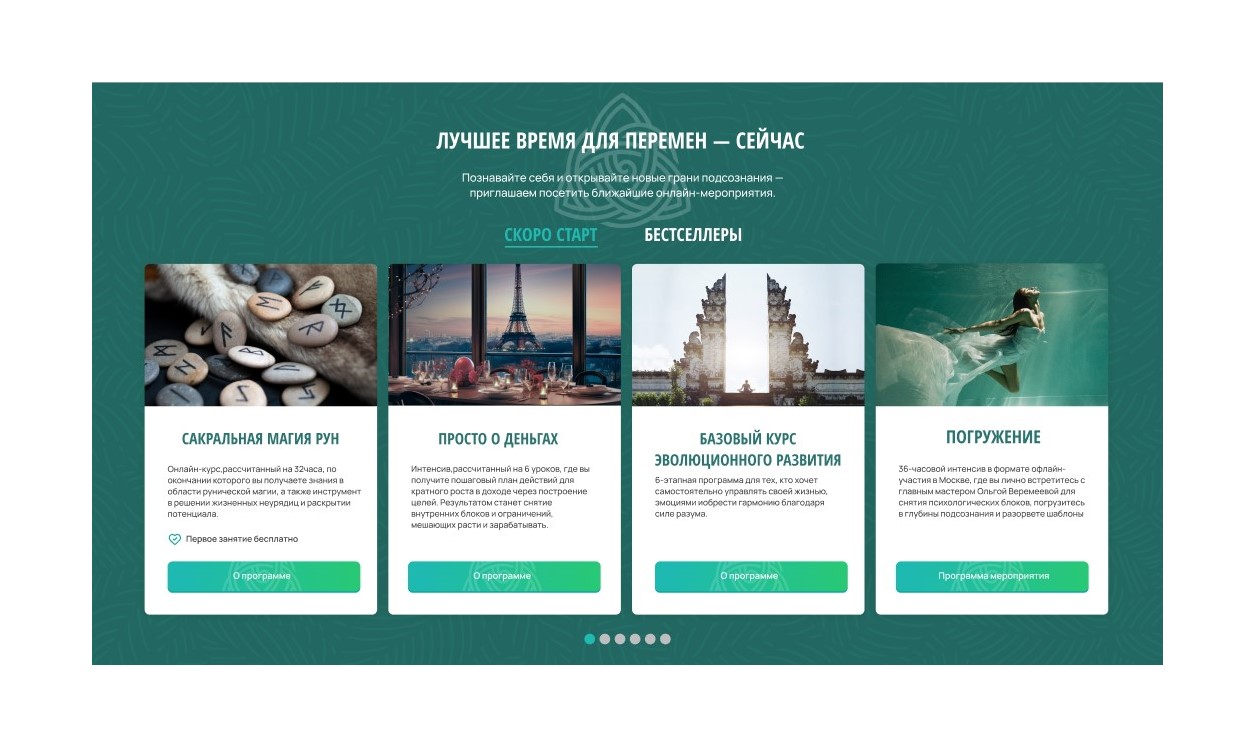 ЛУЧШЕЕ ВРЕМЯ ДЛЯ ПЕРЕМЕН — СЕЙЧАС
Познавайте себя и открывайте новые грани подсознания —
приглашаем посетить ближайшие онлайн-мероприятия.
СКОРО СТАРТ
БЕСТСЕЛЛЕРЫ
САКРАЛЬНАЯ МАГИЯ РУН
Онлайн-курс,рассчитанный на 32часа, по
окончании которого вы получаете знания в
области рунической магии, а также инструмент
в решении жизненных неурядиц и раскрытии
потенциала.
Первое занятие бесплатно
О программе
ПРОСТО О ДЕНЬГАХ
Интенсив,рассчитанный на 6 уроков, где вы
получите пошаговый план действий для
кратного роста в доходе через построение
целей. Результатом станет снятие
внутренних блоков и ограничений,
мешающих расти и зарабатывать.
О программе
БАЗОВЫЙ КУРС
ЭВОЛЮЦИОННОГО РАЗВИТИЯ
6-этапная программа для тех, кто хочет
самостоятельно управлять своей жизнью,
эмоциями иобрести гармонию благодаря
силе разума.
О программе
ПОГРУЖЕНИЕ
36-часовой интенсив в формате офлайн-
участия в Москве, где вы лично встретитесь с
главным мастером Ольгой Веремеевой для
снятия психологических блоков, погрузитесь
в глубины подсознания и разорвете шаблоны
Программа мероприятия